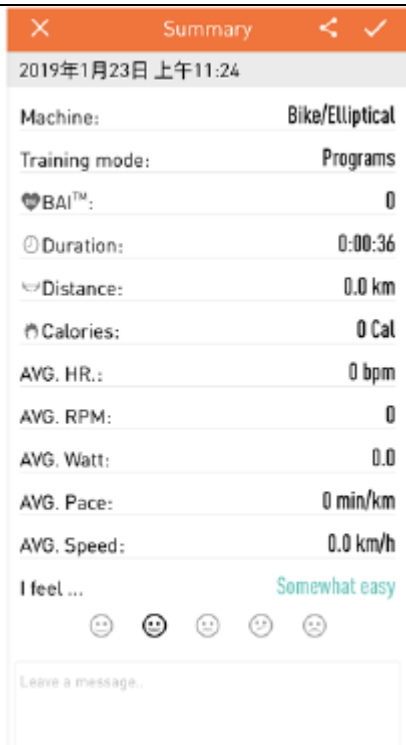 Summary
2019年1月23日 上午11:24
Machine: Bike/Elliptical
Training mode: Programs
BAI™: 0
Duration: 0:00:36
Distance: 0.0 km
Calories: 0 Cal
AVG. HR.: 0 bpm
AVG. RPM: 0
AVG. Watt: 0.0
AVG. Pace: 0 min/km
AVG. Speed: 0.0 km/h
I feel ... Somewhat easy
Leave a message..